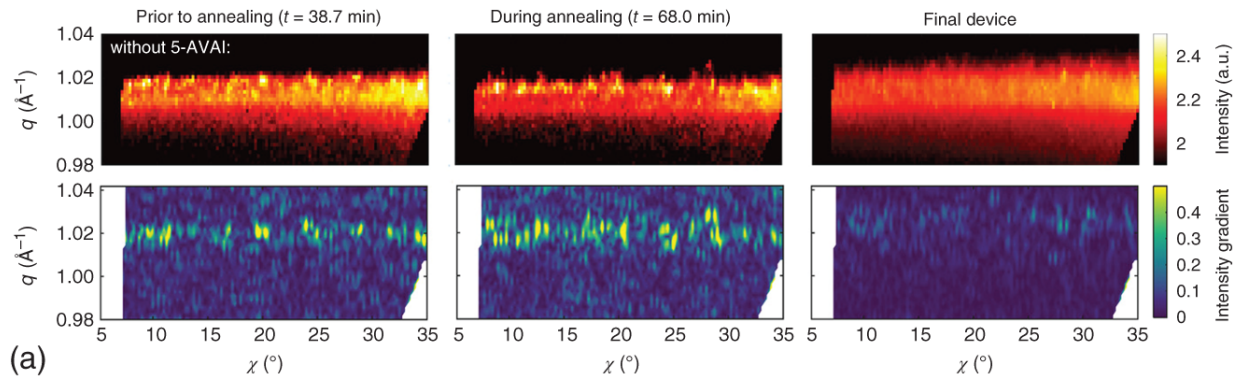 Prior to annealing (t = 38.7 min)
During annealing (t = 68.0 min)
Final device
without 5-AVAI:
q (Å⁻¹)
1.04
1.02
1.00
0.98
Intensity (a.u.)
2.4
2.2
2
q (Å⁻¹)
1.04
1.02
1.00
0.98
Intensity gradient
0.4
0.3
0.2
0.1
0
5 10 15 20 25 30 35
5 10 15 20 25 30 35
5 10 15 20 25 30 35
χ (°)
χ (°)
χ (°)
(a)